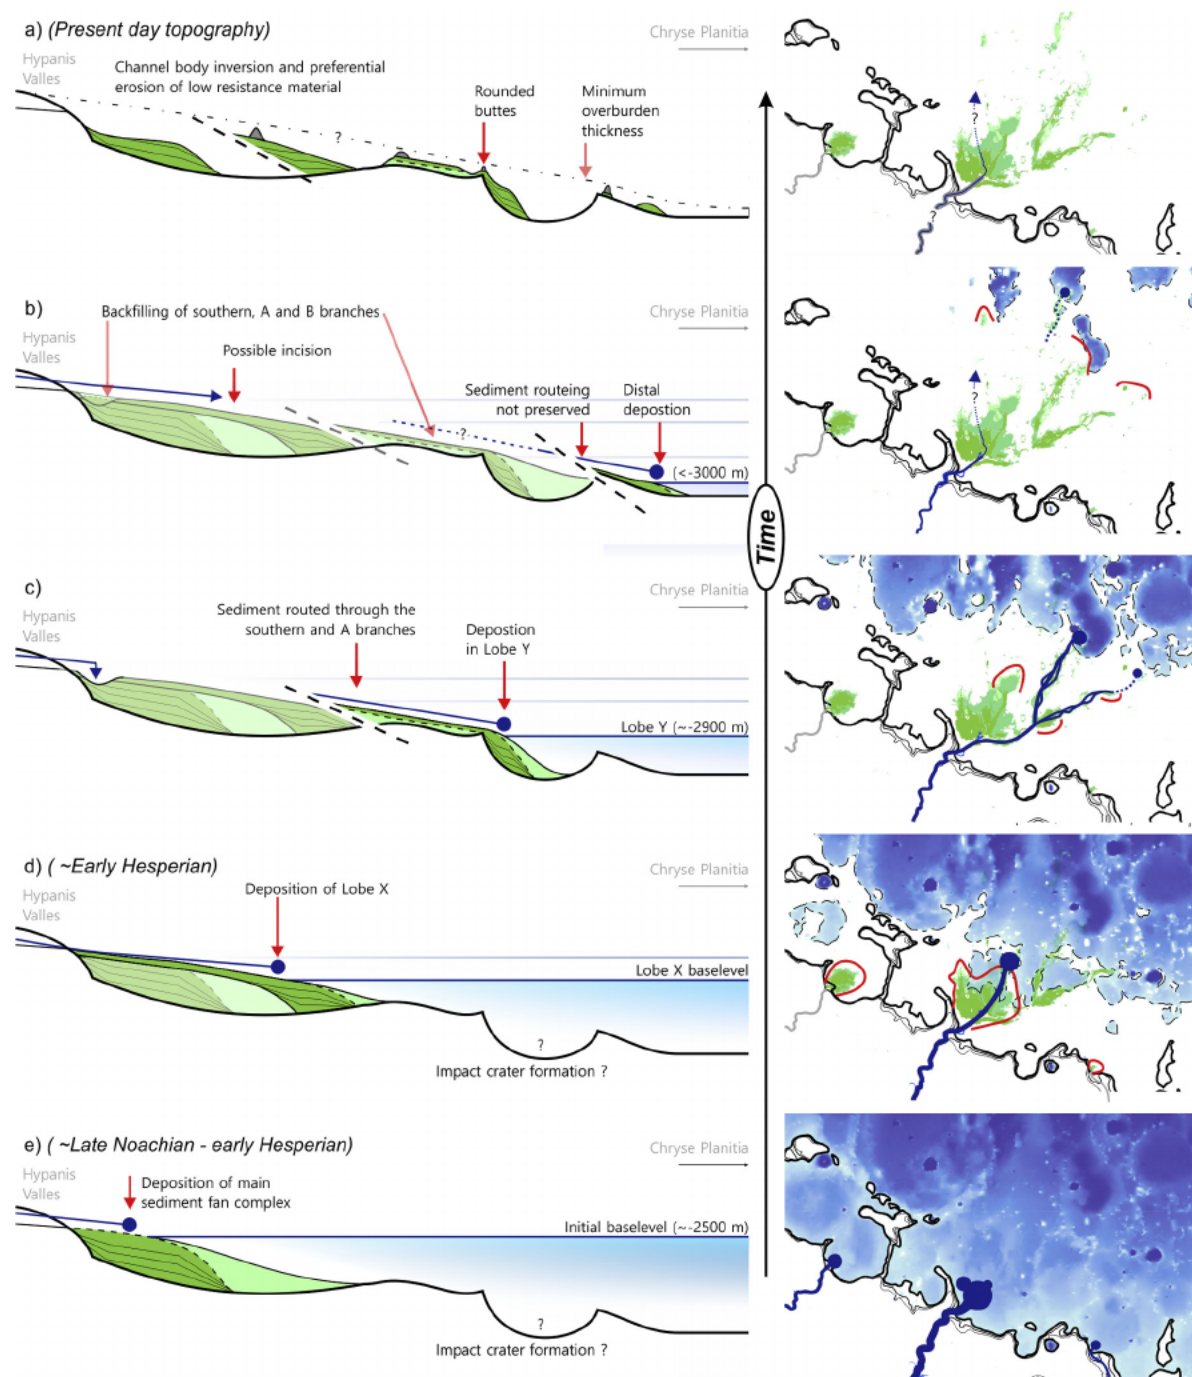 a) (Present day topography)
Chryse Planitia
Hypanis
Valles
Channel body inversion and preferential
erosion of low resistance material
Rounded
buttes
Minimum
overburden
thickness
?
?
?
b)
Backfilling of southern, A and B branches
Chryse Planitia
Hypanis
Valles
Possible incision
Sediment routeing
not preserved
Distal
depostion
?
(<-3000 m)
?
Time
c)
Chryse Planitia
Hypanis
Valles
Sediment routed through the
southern and A branches
Depostion
in Lobe Y
Lobe Y (~-2900 m)
d) ( ~Early Hesperian)
Chryse Planitia
Hypanis
Valles
Deposition of Lobe X
Lobe X baselevel
?
Impact crater formation ?
e) ( ~Late Noachian - early Hesperian)
Chryse Planitia
Hypanis
Valles
Deposition of main
sediment fan complex
Initial baselevel (~-2500 m)
?
Impact crater formation ?